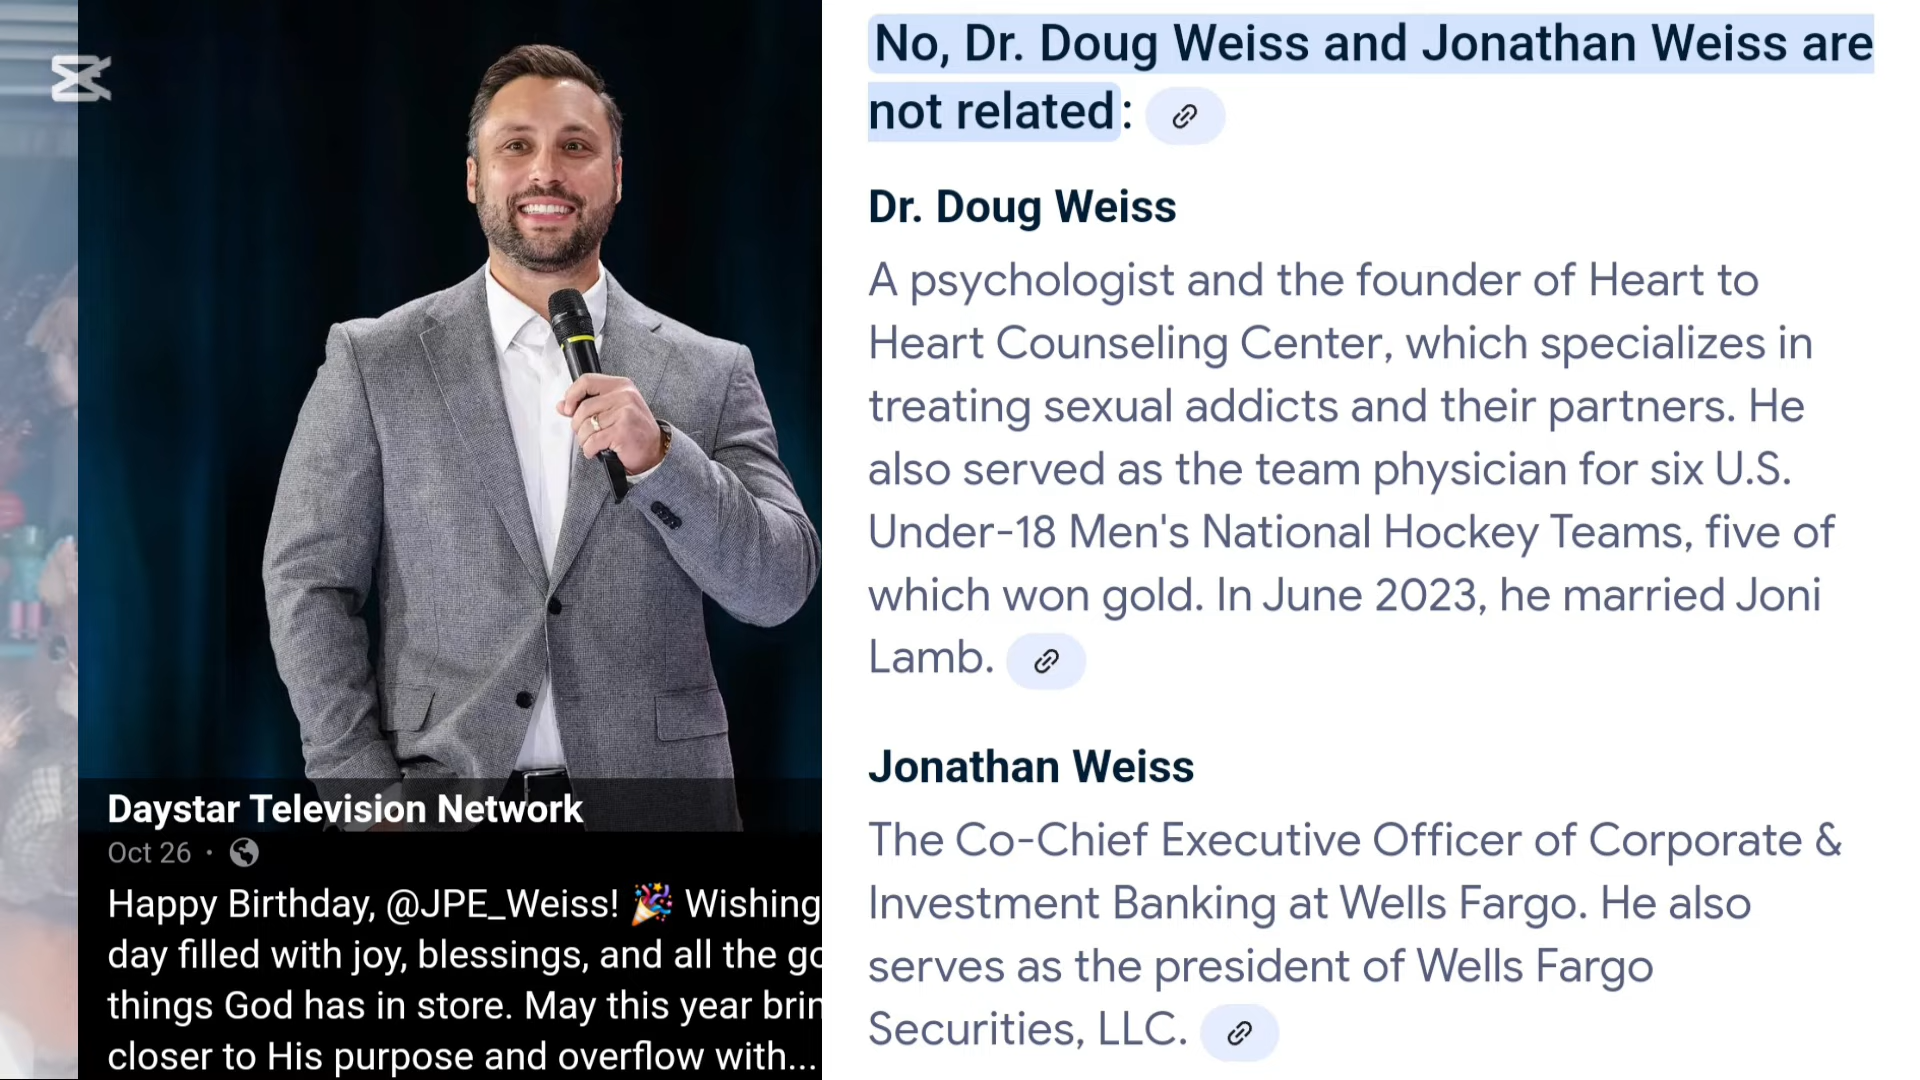 Daystar Television Network
Oct 26 ·
Happy Birthday, @JPE_Weiss! 🎉 Wishing
day filled with joy, blessings, and all the
things God has in store. May this year
closer to His purpose and overflow with...
No, Dr. Doug Weiss and Jonathan Weiss are
not related:
Dr. Doug Weiss
A psychologist and the founder of Heart to
Heart Counseling Center, which specializes in
treating sexual addicts and their partners. He
also served as the team physician for six U.S.
Under-18 Men's National Hockey Teams, five of
which won gold. In June 2023, he married Joni
Lamb.
Jonathan Weiss
The Co-Chief Executive Officer of Corporate &
Investment Banking at Wells Fargo. He also
serves as the president of Wells Fargo
Securities, LLC.